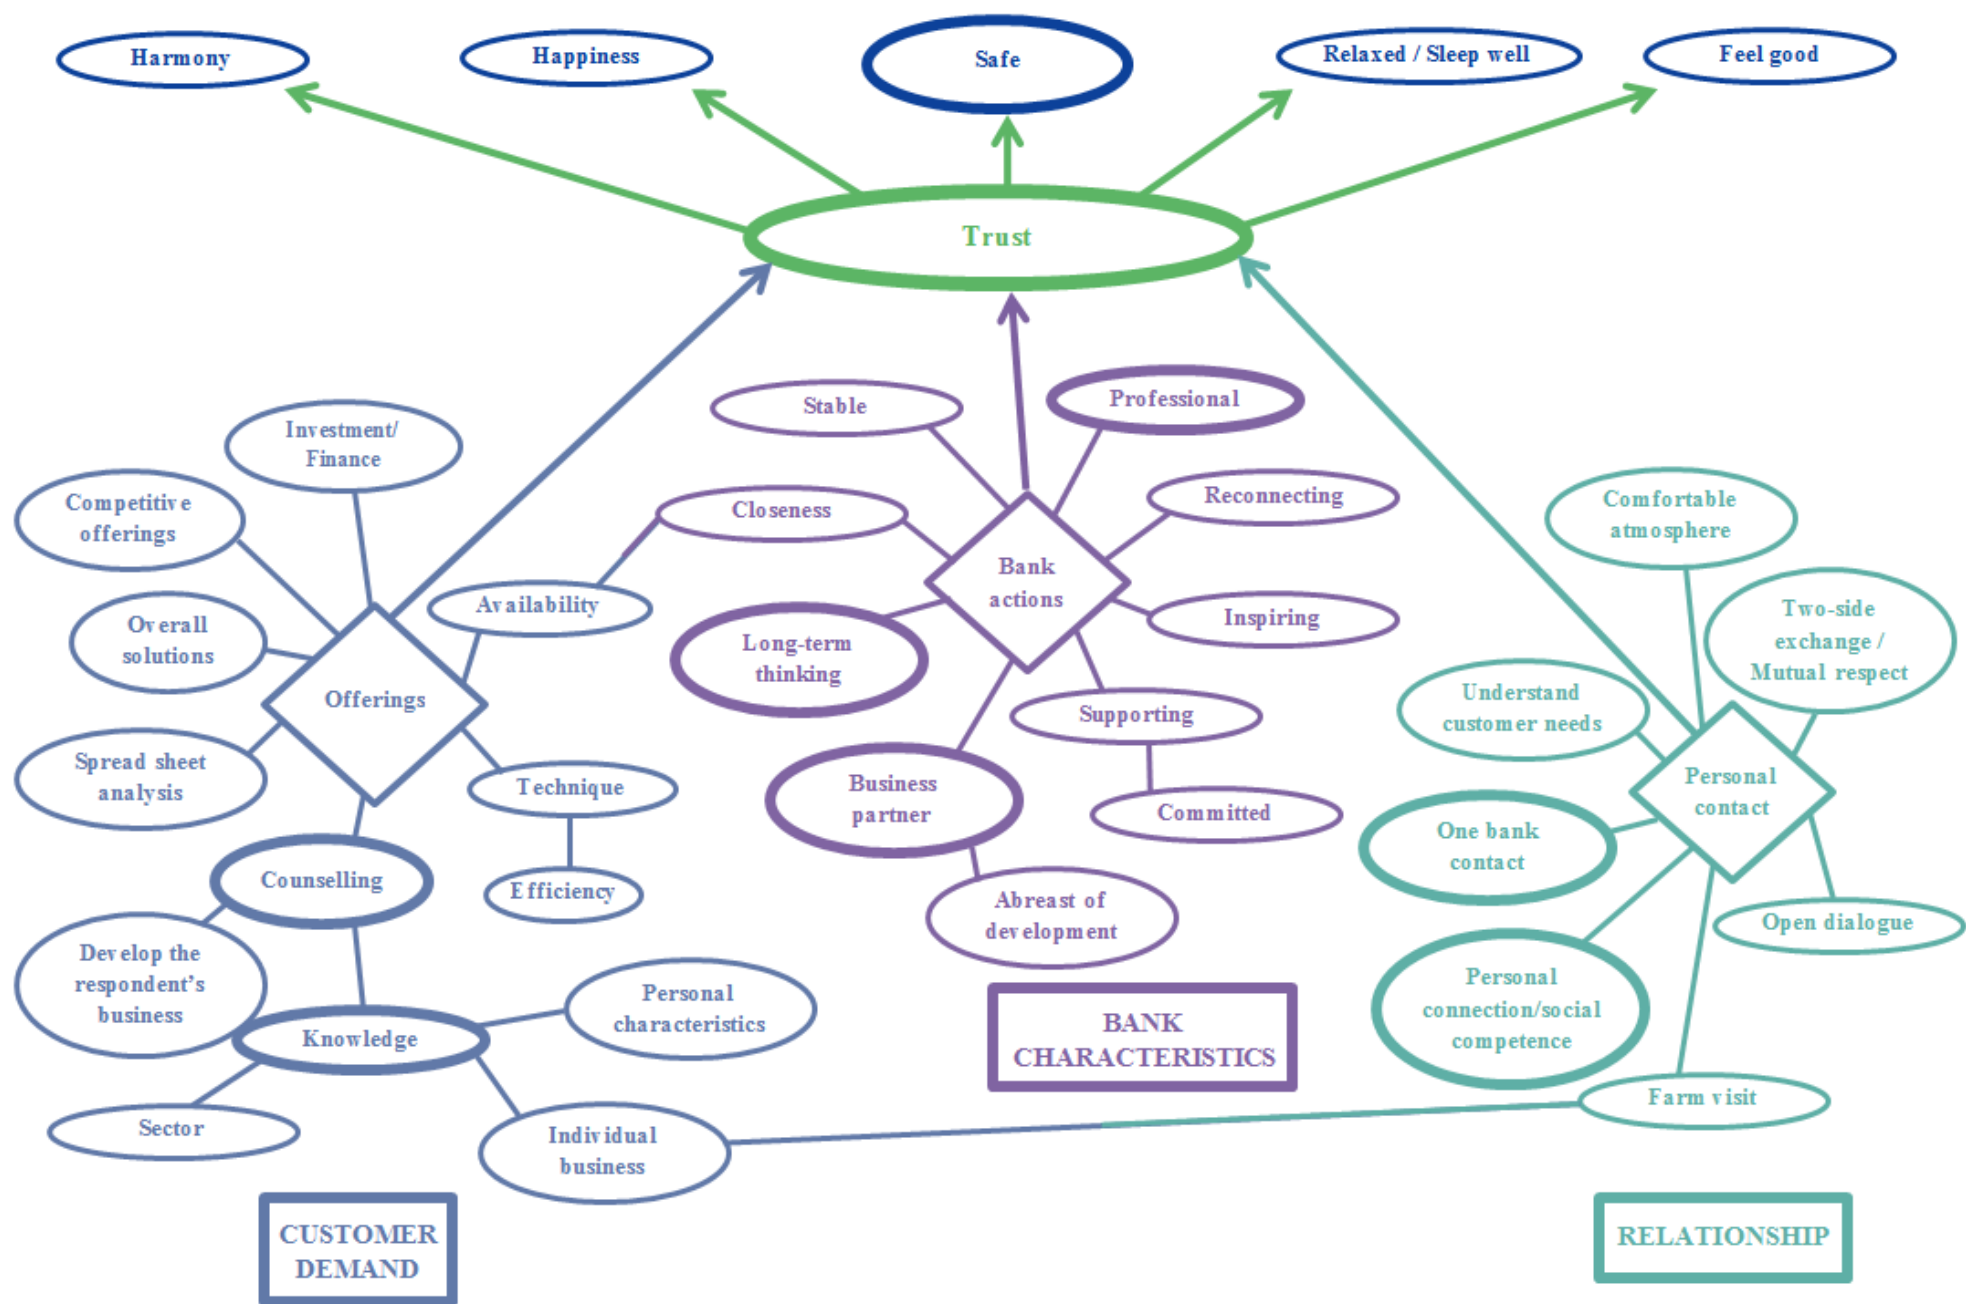 Harmony
Happiness
Safe
Relaxed / Sleep well
Feel good
Trust
Investment/
Finance
Competitive
offerings
Overall
solutions
Availability
Offerings
Spread sheet
analysis
Technique
Efficiency
Counselling
Develop the
respondent's
business
Knowledge
Personal
characteristics
Sector
Individual
business
CUSTOMER
DEMAND
Stable
Professional
Closeness
Reconnecting
Bank
actions
Long-term
thinking
Inspiring
Supporting
Business
partner
Committed
Abreast of
development
BANK
CHARACTERISTICS
Comfortable
atmosphere
Two-side
exchange /
Mutual respect
Understand
customer needs
Personal
contact
One bank
contact
Open dialogue
Personal
connection/social
competence
Farm visit
RELATIONSHIP